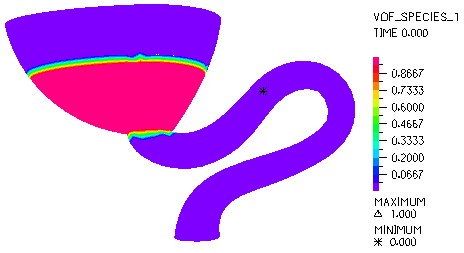 VOF_SPECIES_1
TIME 0.000
0.8667
0.7333
0.6000
0.4667
0.3333
0.2000
0.0667
MAXIMUM
△ 1.000
MINIMUM
✳ 0.000